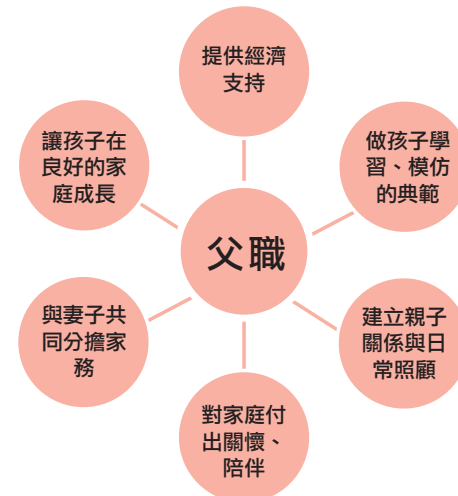 提供經濟
支持
做孩子學
習、模仿
的典範
建立親子
關係與日
常照顧
對家庭付
出關懷、
陪伴
與妻子共
同分擔家
務
讓孩子在
良好的家
庭成長
父職